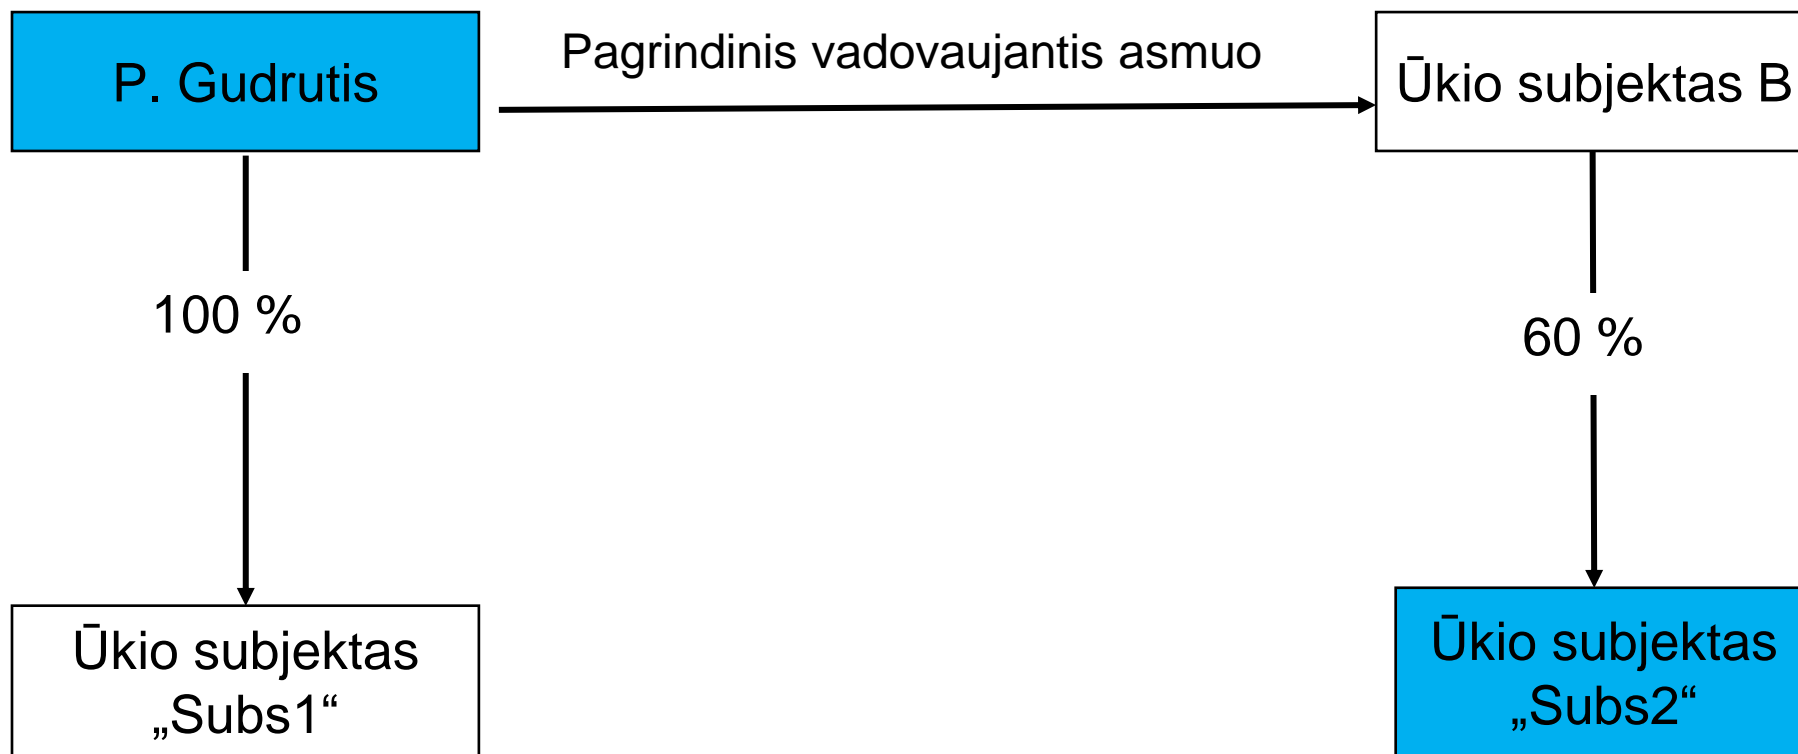 P. Gudrutis
Pagrindinis vadovaujantis asmuo
Ūkio subjektas B
100 %
60 %
Ūkio subjektas
„Subs1“
Ūkio subjektas
„Subs2“